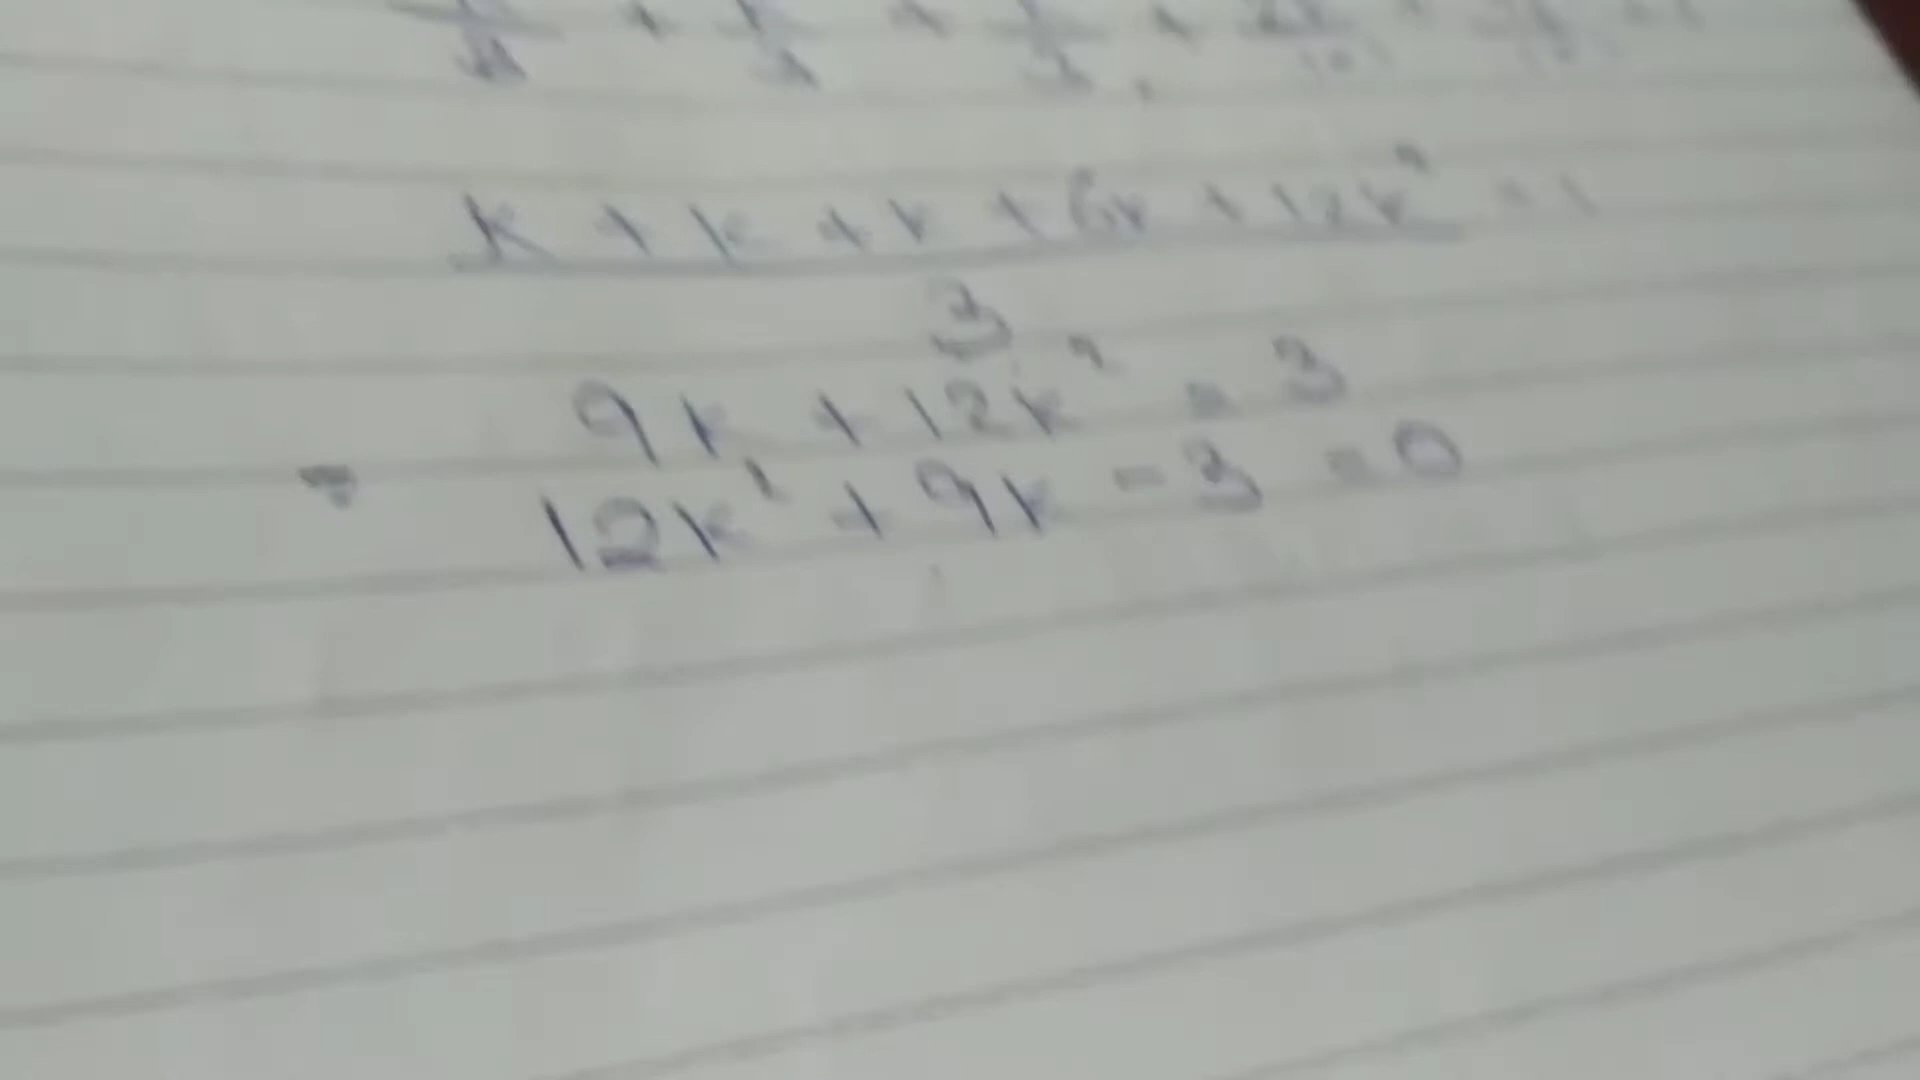 k + k + k + 6k + 12k² = 1
3
9k + 12k² = 3
= 12k² + 9k - 3 = 0